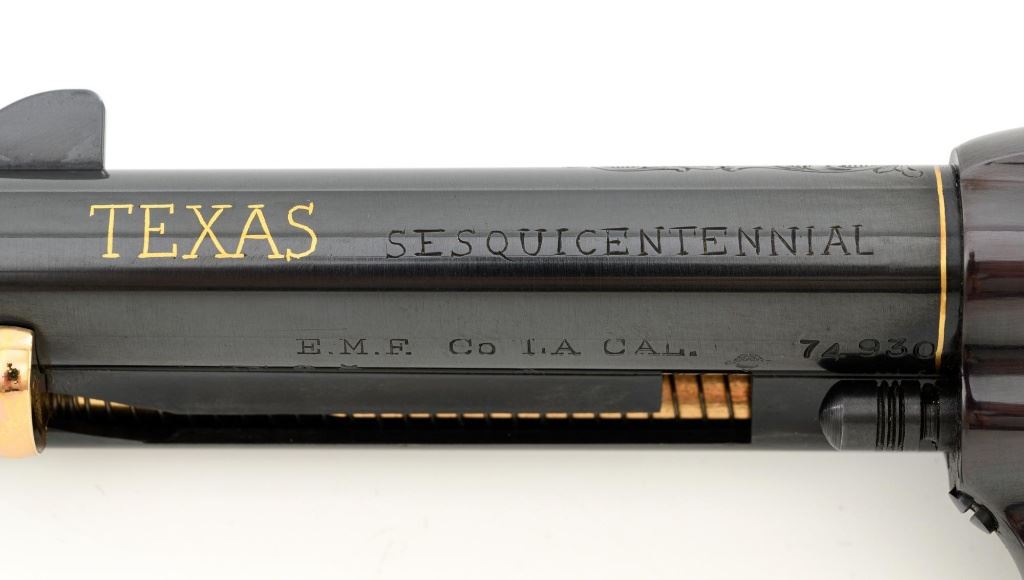 TEXAS SESQUICENTENNIAL
E.M.F. Co I.A CAL. 74930